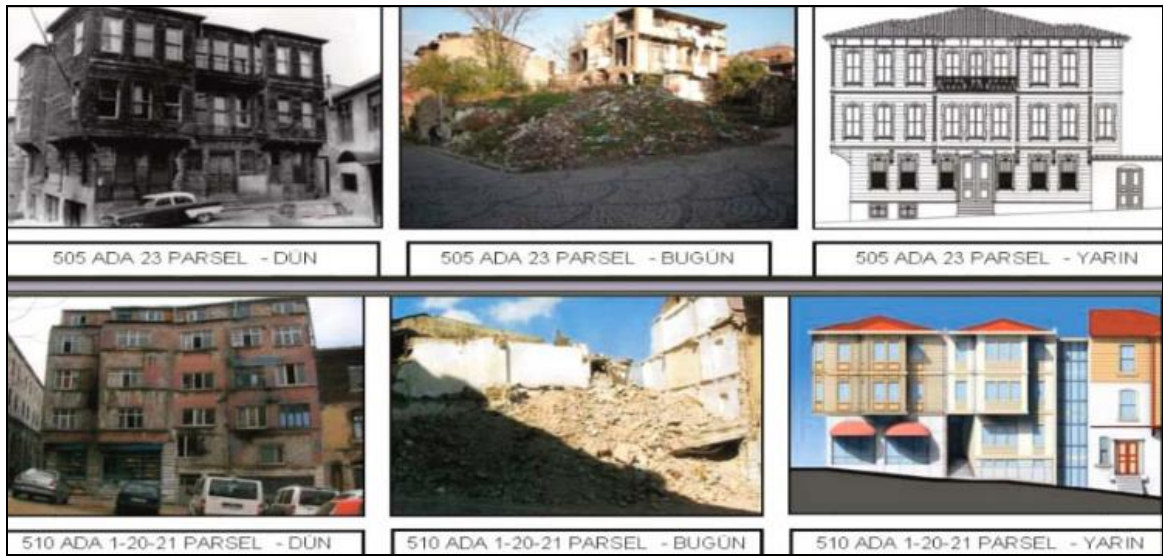 505 ADA 23 PARSEL - DÜN
505 ADA 23 PARSEL - BUGÜN
505 ADA 23 PARSEL - YARIN
510 ADA 1-20-21 PARSEL - DÜN
510 ADA 1-20-21 PARSEL - BUGÜN
510 ADA 1-20-21 PARSEL - YARIN